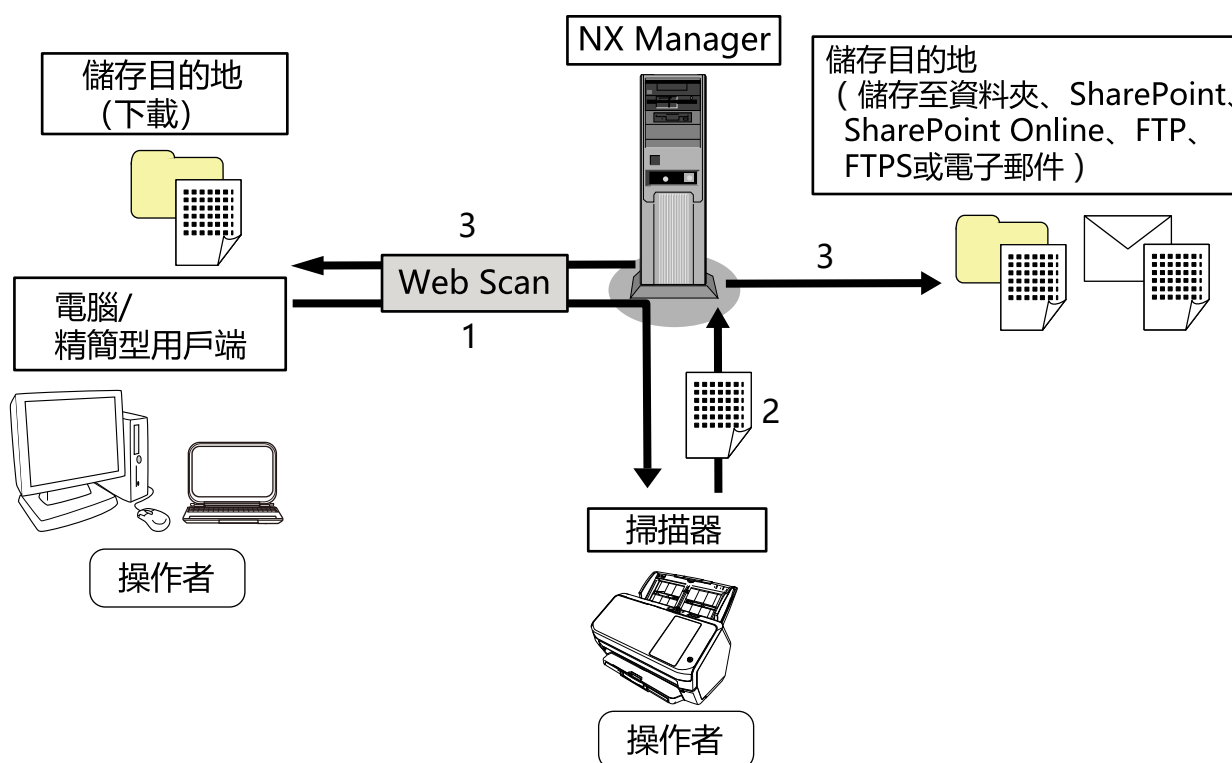 NX Manager
儲存目的地
（下載）
儲存目的地
（儲存至資料夾、SharePoint、
SharePoint Online、FTP、
FTPS或電子郵件）
3
Web Scan
1
3
電腦/
精簡型用戶端
2
操作者
掃描器
操作者